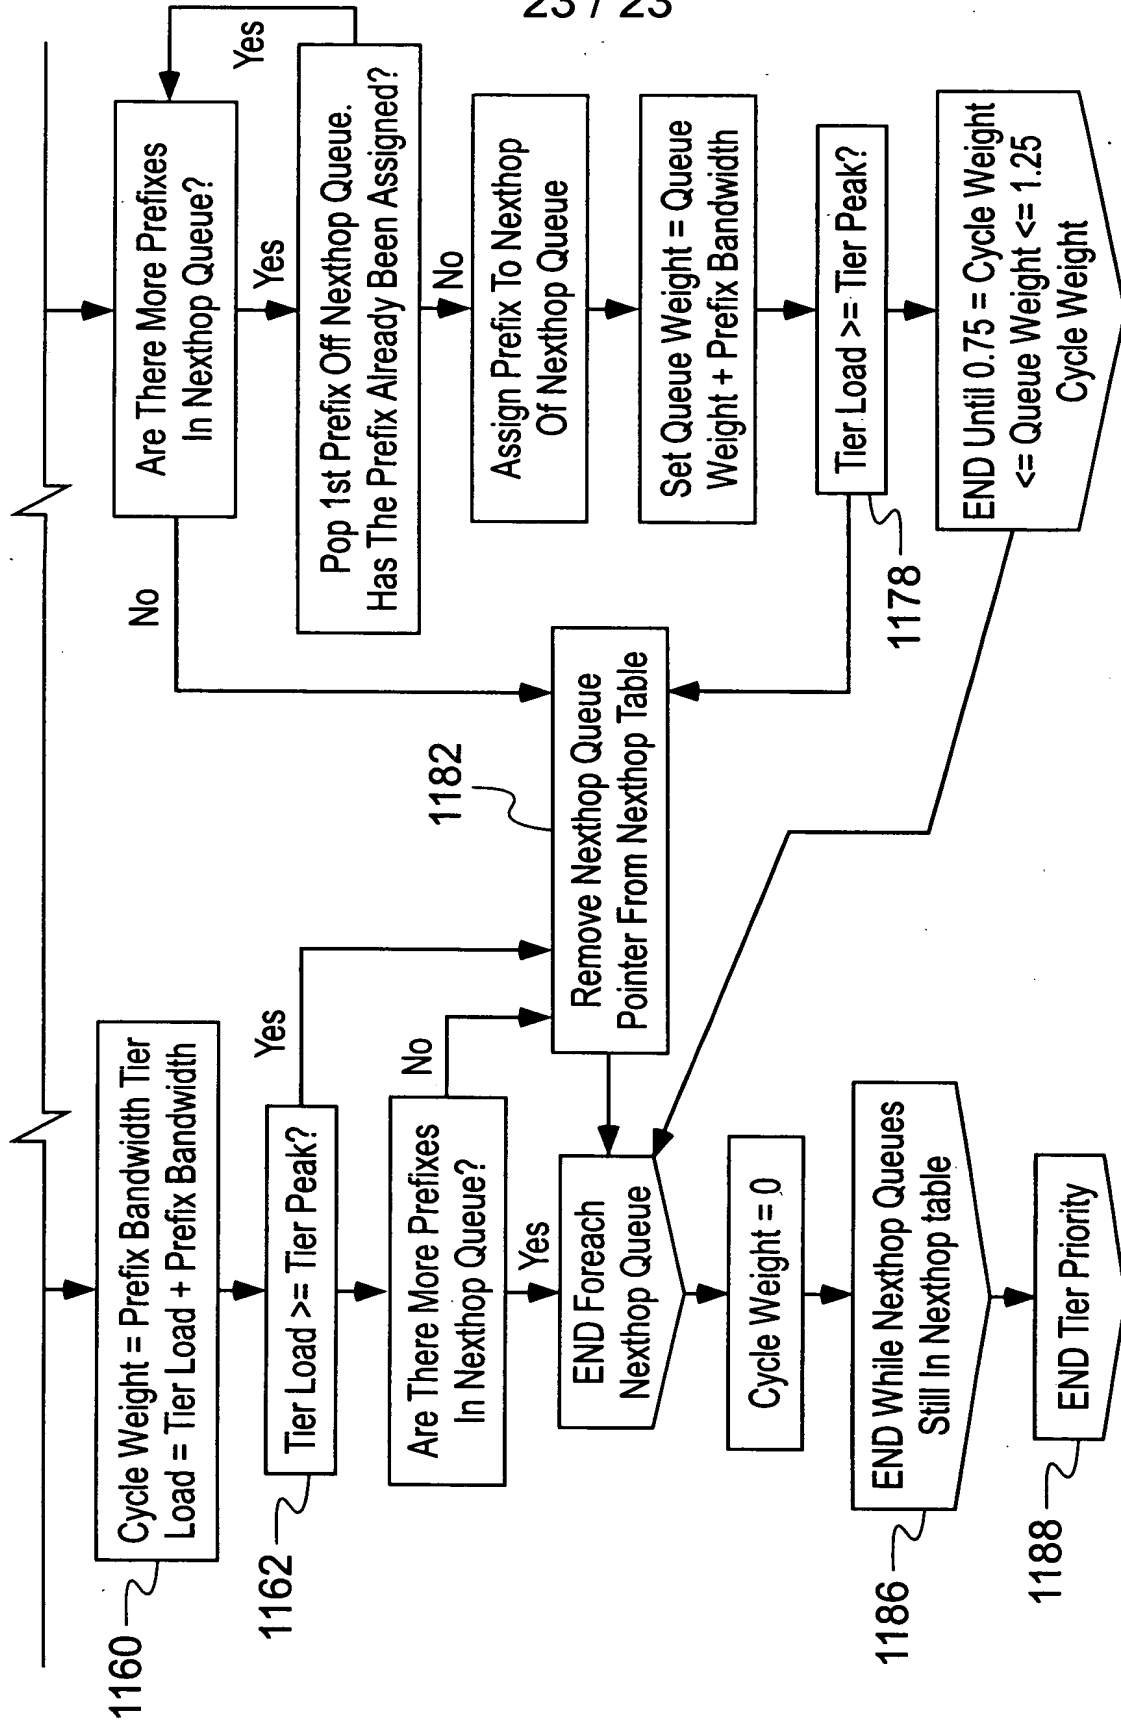 23 / 23
Cycle Weight = Prefix Bandwidth Tier
Load = Tier Load + Prefix Bandwidth
1160
Tier Load >= Tier Peak?
1162
Yes
Are There More Prefixes
In Nexthop Queue?
No
Yes
END Foreach
Nexthop Queue
Cycle Weight = 0
END While Nexthop Queues
Still In Nexthop table
1186
END Tier Priority
1188
1182
Remove Nexthop Queue
Pointer From Nexthop Table
Are There More Prefixes
In Nexthop Queue?
No
Yes
Yes
Pop 1st Prefix Off Nexthop Queue.
Has The Prefix Already Been Assigned?
No
Assign Prefix To Nexthop
Of Nexthop Queue
Set Queue Weight = Queue
Weight + Prefix Bandwidth
Tier Load >= Tier Peak?
1178
END Until 0.75 = Cycle Weight
<= Queue Weight <= 1.25
Cycle Weight